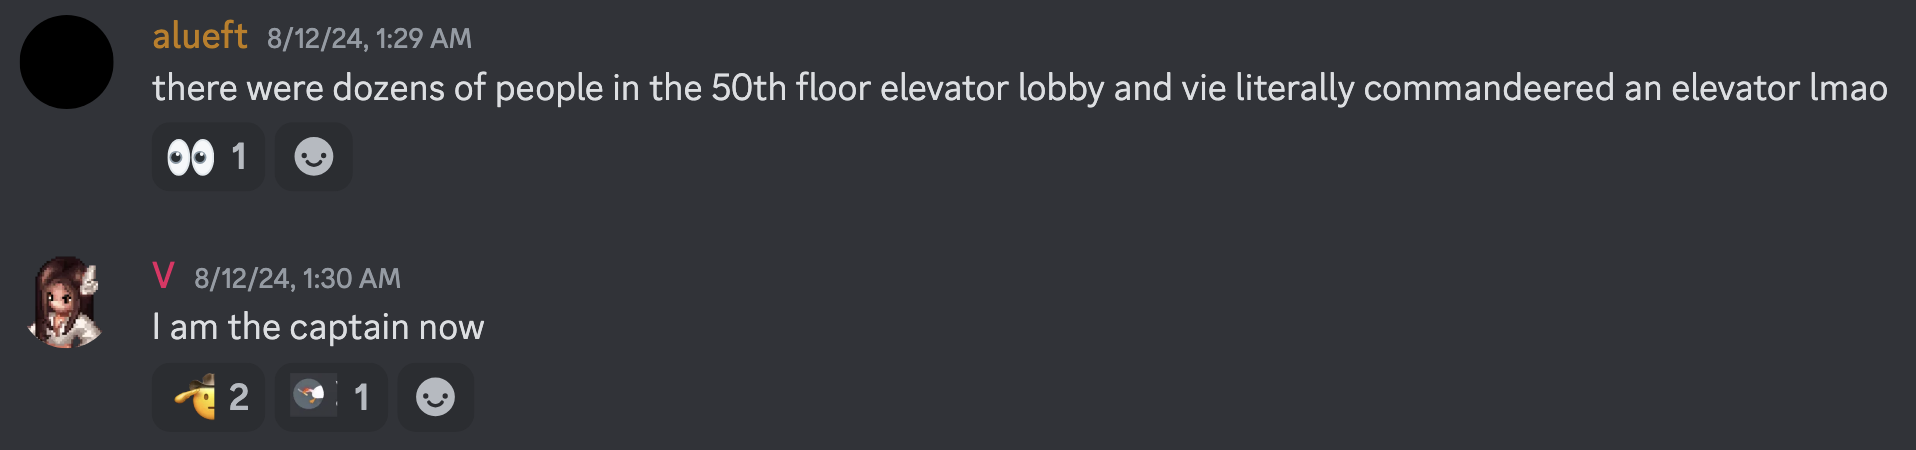 alueft 8/12/24, 1:29 AM
there were dozens of people in the 50th floor elevator lobby and vie literally commandeered an elevator lmao
1
V 8/12/24, 1:30 AM
I am the captain now
2 1